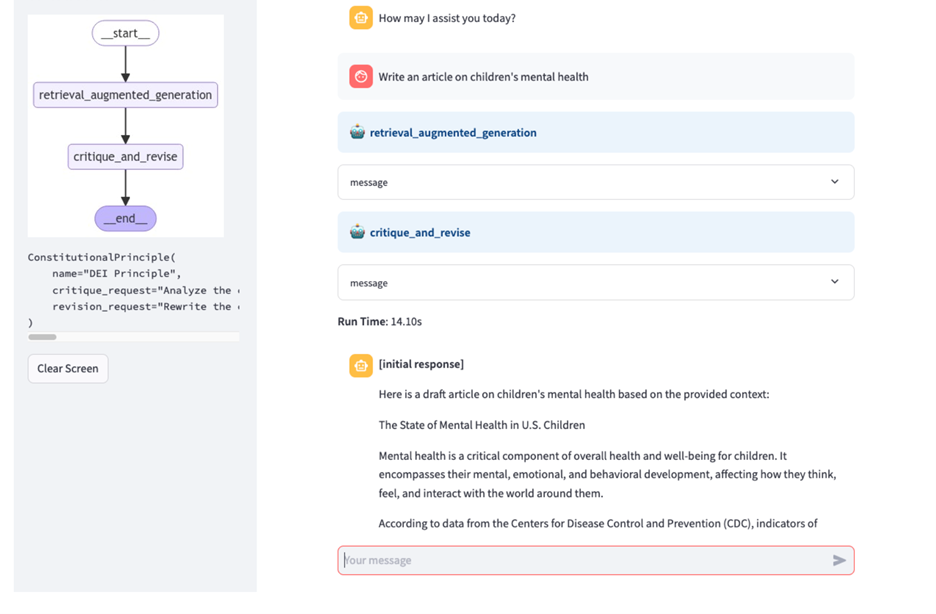 __start__
retrieval_augmented_generation
critique_and_revise
__end__
ConstitutionalPrinciple(
name="DEI Principle",
critique_request="Analyze the
revision_request="Rewrite the
)
Clear Screen
How may I assist you today?
Write an article on children's mental health
retrieval_augmented_generation
message
critique_and_revise
message
Run Time: 14.10s
[initial response]
Here is a draft article on children's mental health based on the provided context:
The State of Mental Health in U.S. Children
Mental health is a critical component of overall health and well-being for children. It
encompasses their mental, emotional, and behavioral development, affecting how they think,
feel, and interact with the world around them.
According to data from the Centers for Disease Control and Prevention (CDC), indicators of
Your message